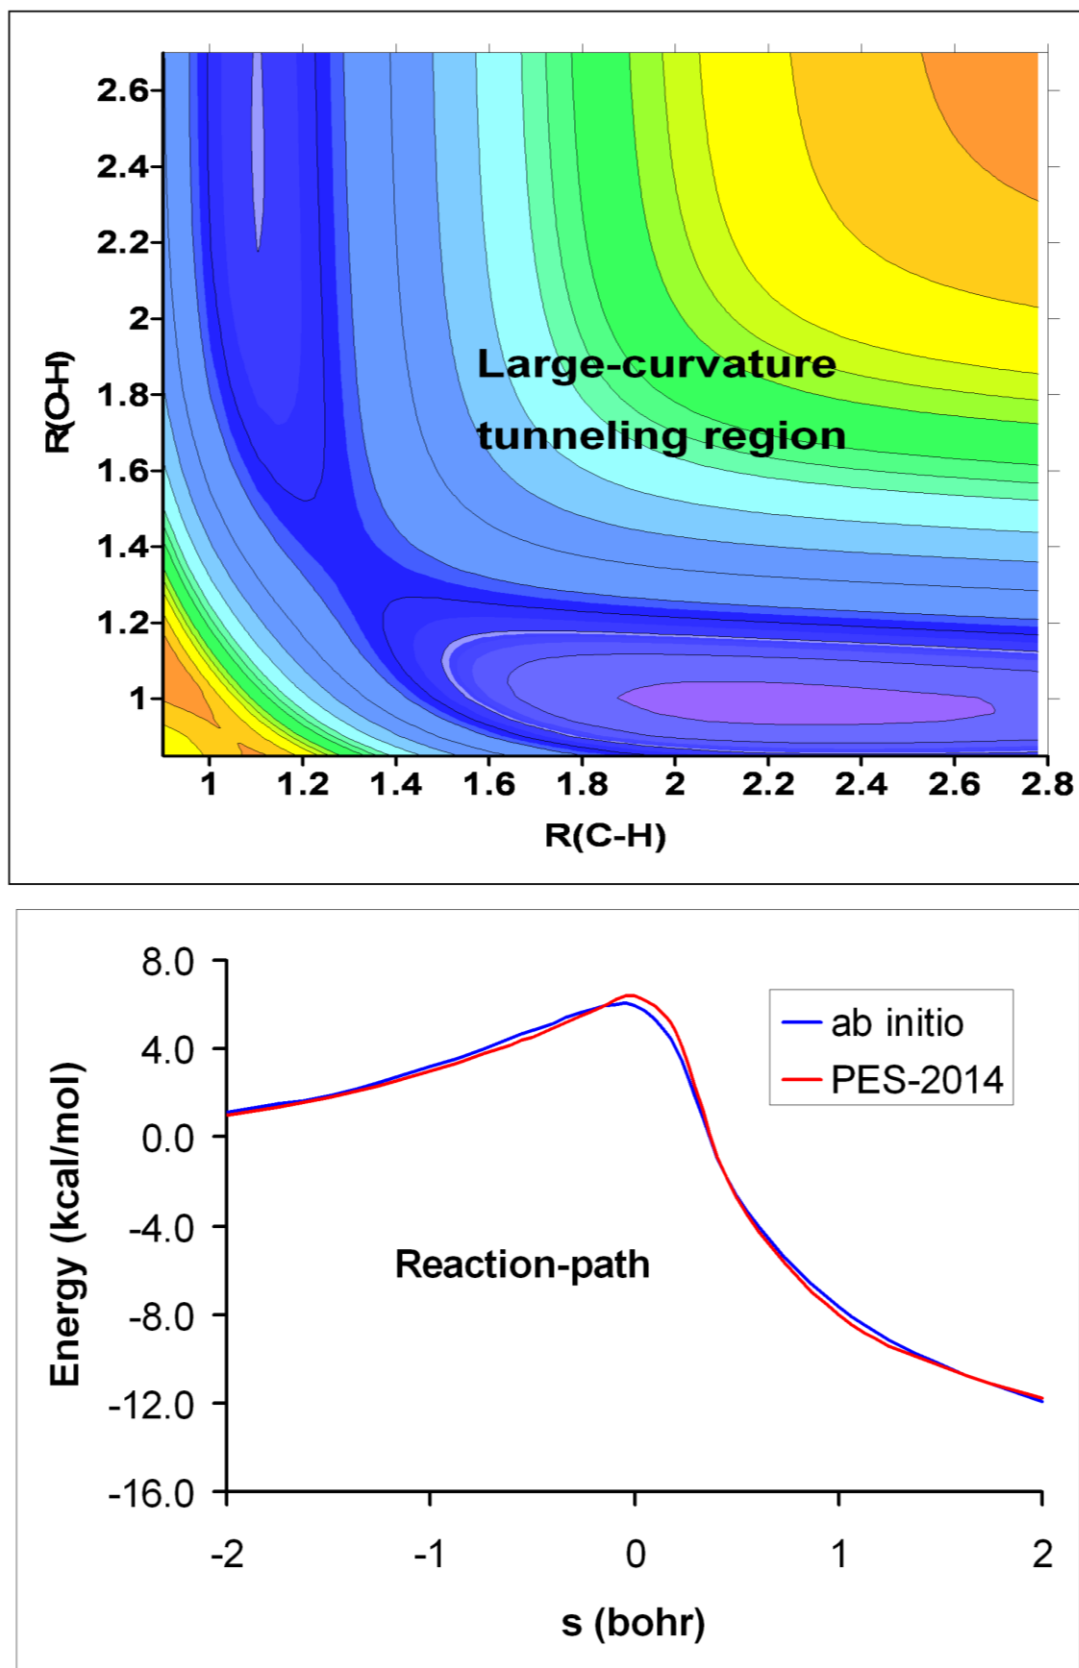 2.6
2.4
2.2
2
1.8
1.6
1.4
1.2
1
R(O-H)
Large-curvature
tunneling region
1 1.2 1.4 1.6 1.8 2 2.2 2.4 2.6 2.8
R(C-H)
8.0
4.0
0.0
-4.0
-8.0
-12.0
-16.0
Energy (kcal/mol)
ab initio
PES-2014
Reaction-path
-2 -1 0 1 2
s (bohr)